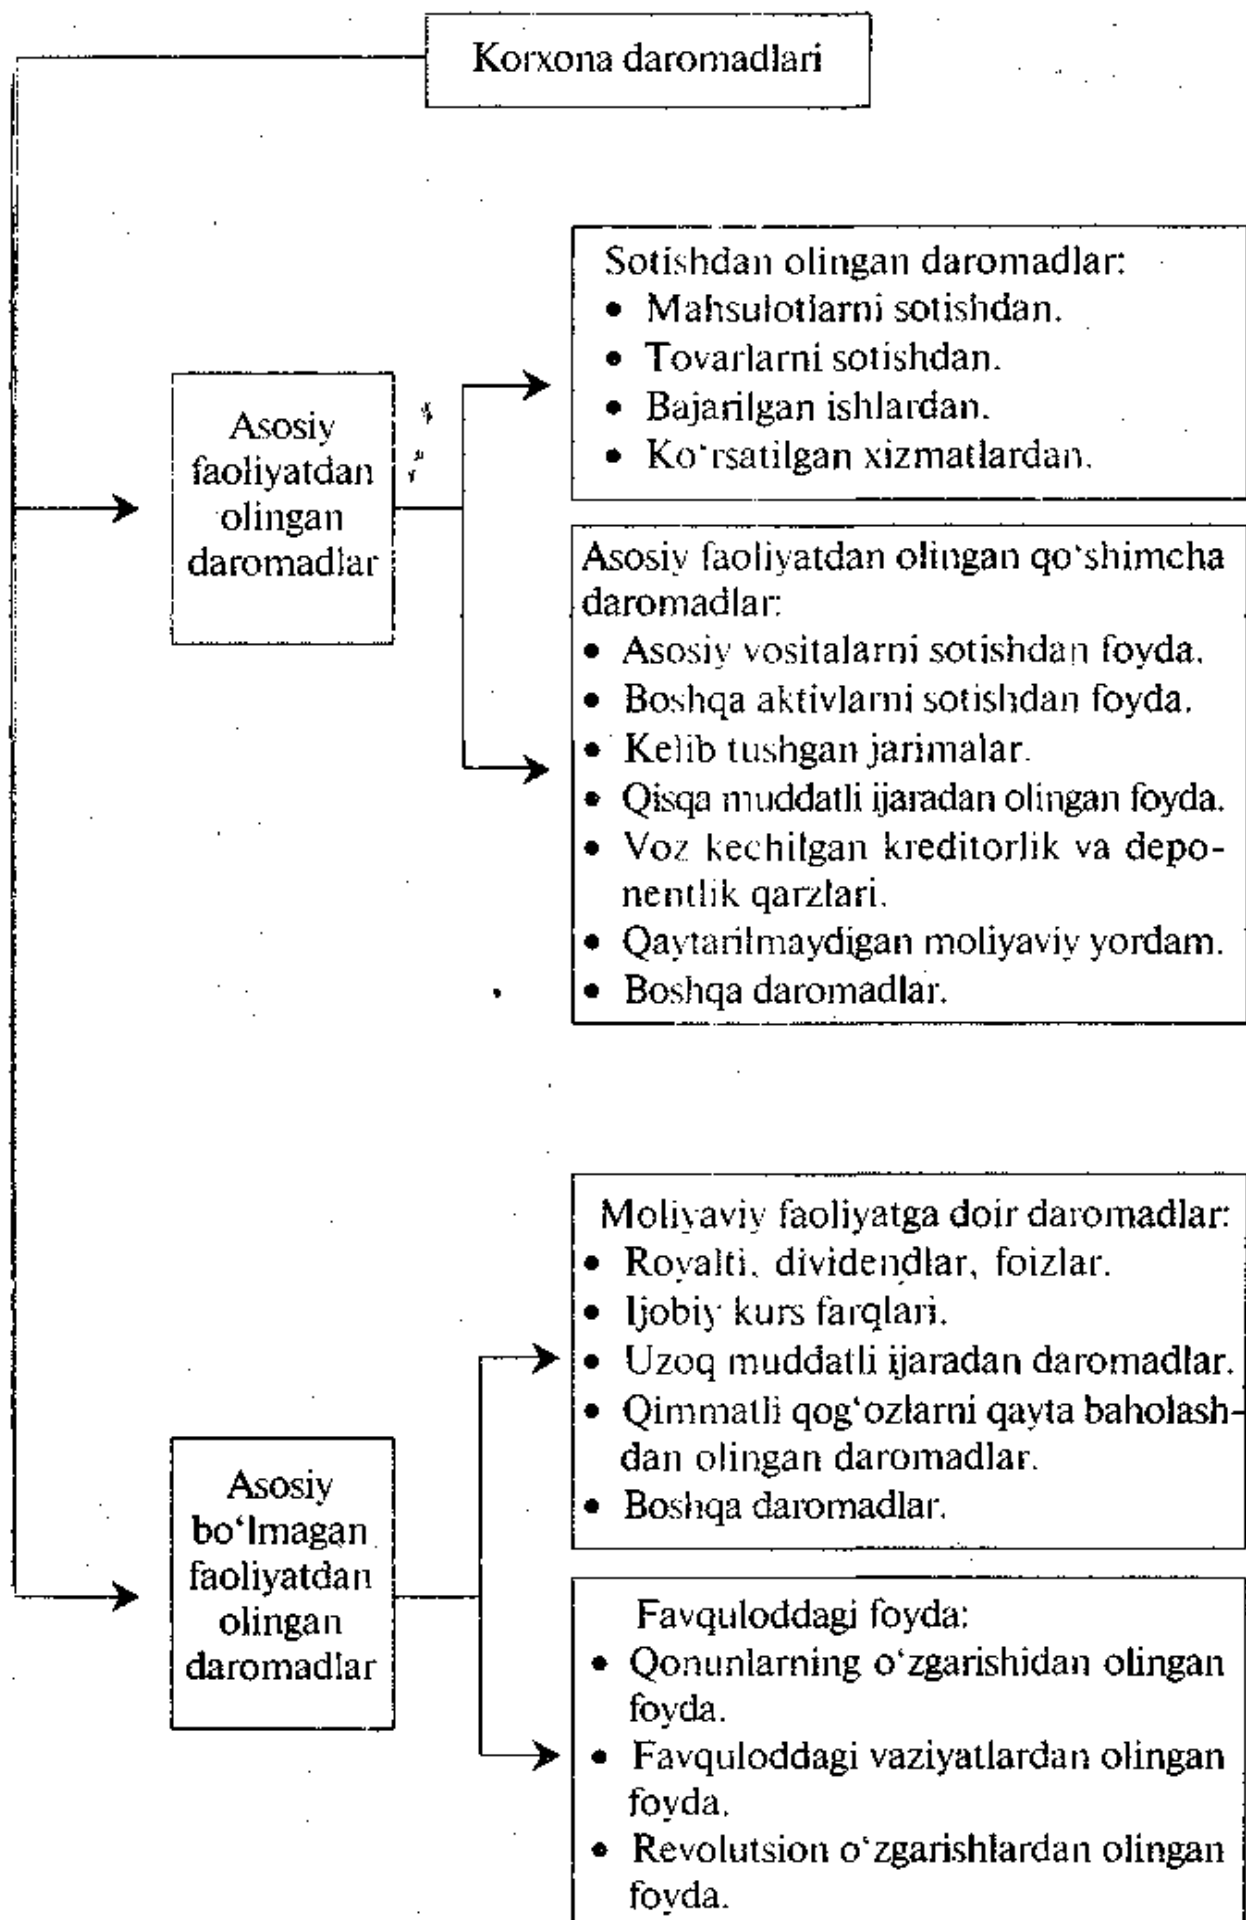 Korxona daromadlari
Asosiy
faoliyatdan
olingan
daromadlar
Sotishdan olingan daromadlar:
• Mahsulotlarni sotishdan.
• Tovarlarni sotishdan.
• Bajarilgan ishlardan.
• Ko‘rsatilgan xizmatlardan.
Asosiy faoliyatdan olingan qo‘shimcha
daromadlar:
• Asosiy vositalarni sotishdan foyda.
• Boshqa aktivlarni sotishdan foyda.
• Kelib tushgan jarimalar.
• Qisqa muddatli ijaradan olingan foyda.
• Voz kechilgan kreditorlik va depo-
nentlik qarzlari.
• Qaytarilmaydigan moliyaviy yordam.
• Boshqa daromadlar.
Asosiy
bo‘lmagan
faoliyatdan
olingan
daromadlar
Moliyaviy faoliyatga doir daromadlar:
• Royalti, dividendlar, foizlar.
• Ijobiy kurs farqlari.
• Uzoq muddatli ijaradan daromadlar.
• Qimmatli qog‘ozlarni qayta baholash-
dan olingan daromadlar.
• Boshqa daromadlar.
Favquloddagi foyda:
• Qonunlarning o‘zgarishidan olingan
foyda.
• Favquloddagi vaziyatlardan olingan
foyda.
• Revolutsion o‘zgarishlardan olingan
foyda.